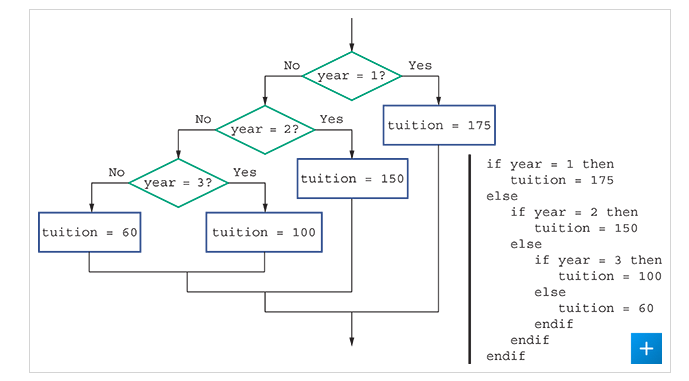 No
Yes
year = 1?
No
Yes
year = 2?
tuition = 175
No
Yes
year = 3?
tuition = 150
tuition = 60
tuition = 100
if year = 1 then
tuition = 175
else
if year = 2 then
tuition = 150
else
if year = 3 then
tuition = 100
else
tuition = 60
endif
endif
endif
+